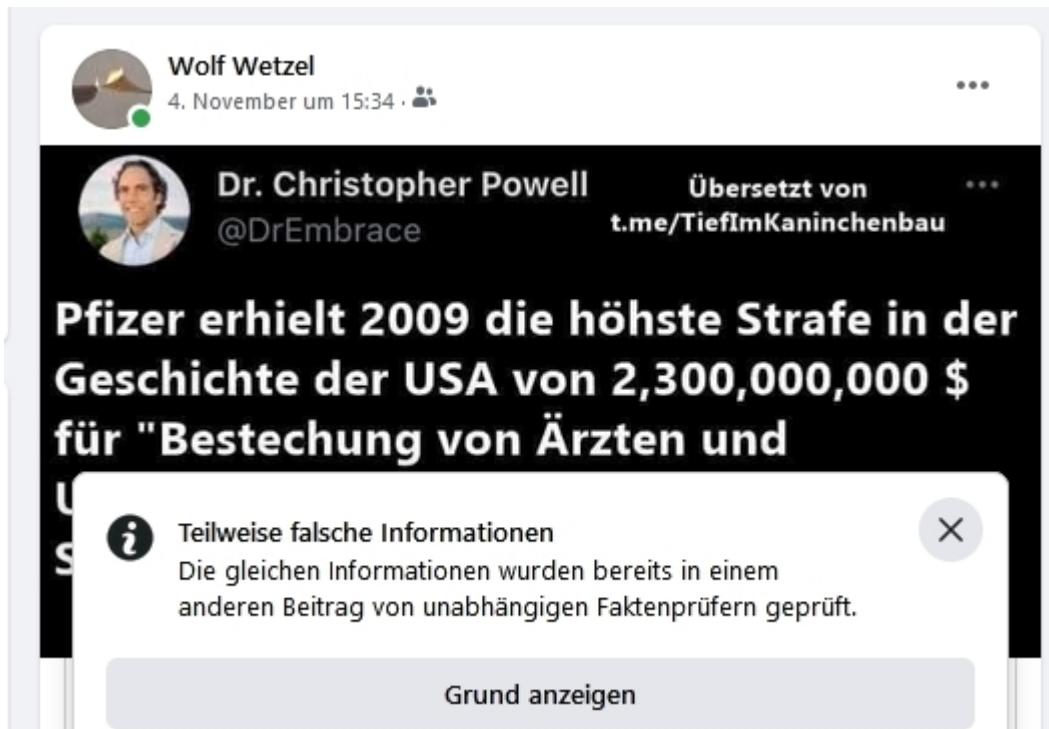 Wolf Wetzel
4. November um 15:34 ·
Dr. Christopher Powell
@DrEmbrace
Übersetzt von
t.me/TiefImKaninchenbau
Pfizer erhielt 2009 die höhste Strafe in der
Geschichte der USA von 2,300,000,000 $
für "Bestechung von Ärzten und
Teilweise falsche Informationen
Die gleichen Informationen wurden bereits in einem
anderen Beitrag von unabhängigen Faktenprüfern geprüft.
Grund anzeigen